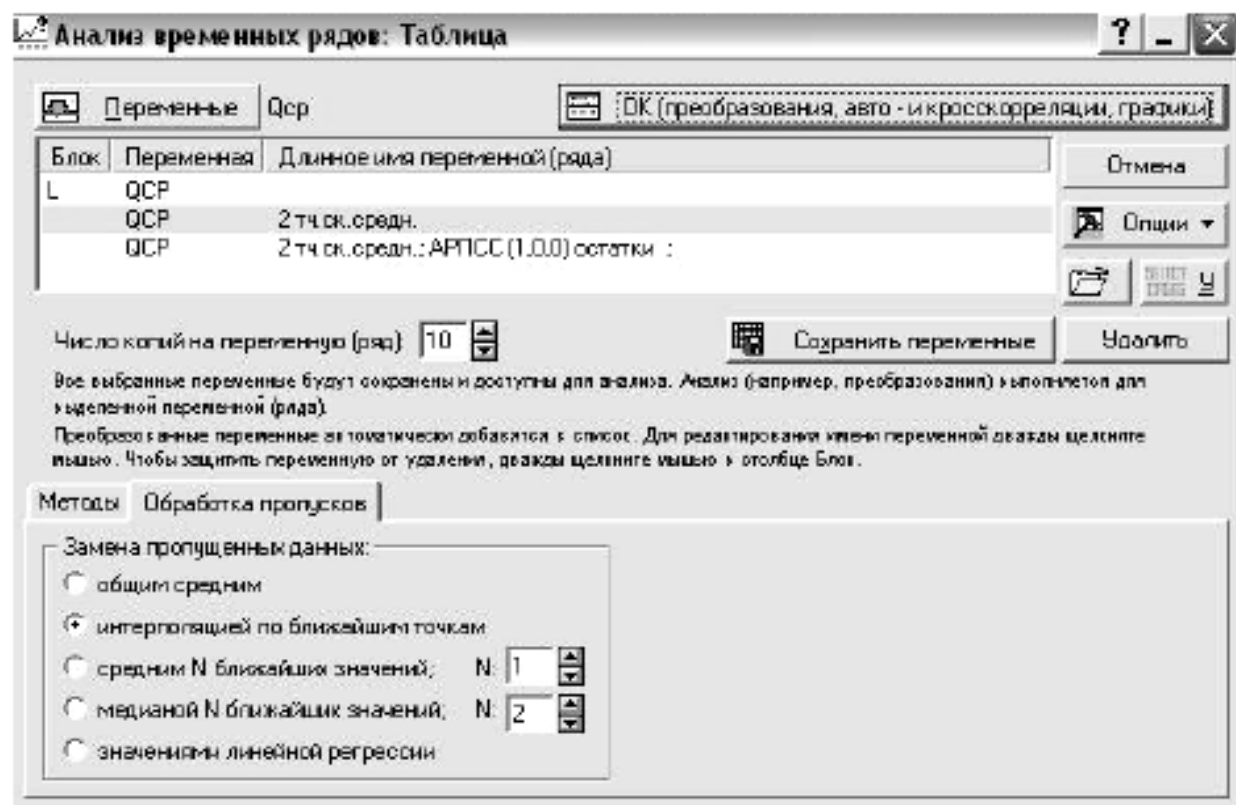 Анализ временных рядов: Таблица
? _ X
Переменные Qcp
OK (преобразования, авто - и кросскорреляции, графики)
Блок Переменная Длинное имя переменной (ряда)
L QCP
QCP 2 тч.ск.средн.
QCP 2 тч.ск.средн.; АРПСС (1,0,0) остатки ;
Отмена
Опции
Число копий на переменную (ряд) 10
Сохранить переменные
Удалить
Все выбранные переменные будут сохранены и доступны для анализа. Анализ (например, преобразования) выполняется для
выделенной переменной (ряда).
Преобразованные переменные автоматически добавятся в список. Для редактирования имени переменной дважды щелкните
мышью. Чтобы защитить переменную от удаления, дважды щелкните мышью в столбце Блок.
Методы Обработка пропусков
Замена пропущенных данных:
общим средним
интерполяцией по ближайшим точкам
средним N ближайших значений; N: 1
медианой N ближайших значений; N: 2
значениями линейной регрессии